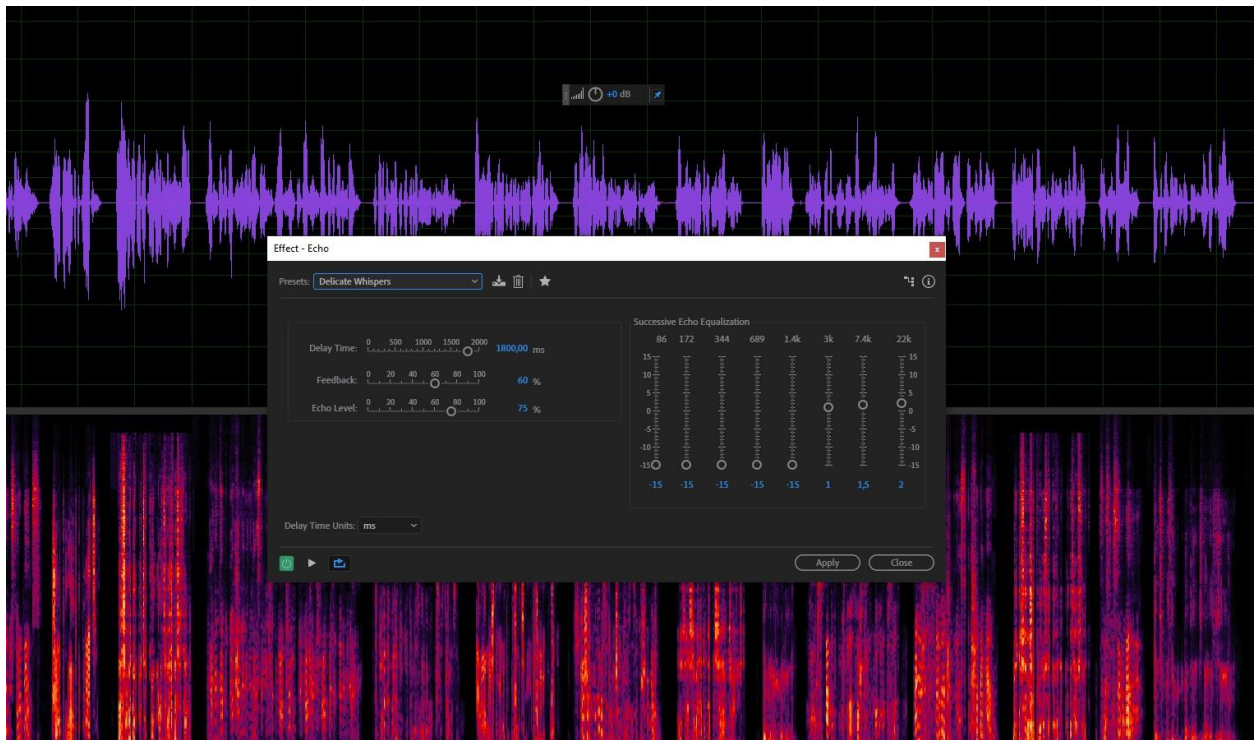 +0 dB
Effect - Echo
x
Presets: Delicate Whispers
Successive Echo Equalization
86 172 344 689 1.4k 3k 7.4k 22k
0 500 1000 1500 2000
Delay Time: 1800,00 ms
0 20 40 60 80 100
Feedback: 60 %
0 20 40 60 80 100
Echo Level: 75 %
15 15
10 10
5 5
0 0
-5 -5
-10 -10
-15 -15
-15 -15 -15 -15 -15 1 1,5 2
Delay Time Units: ms
Apply Close